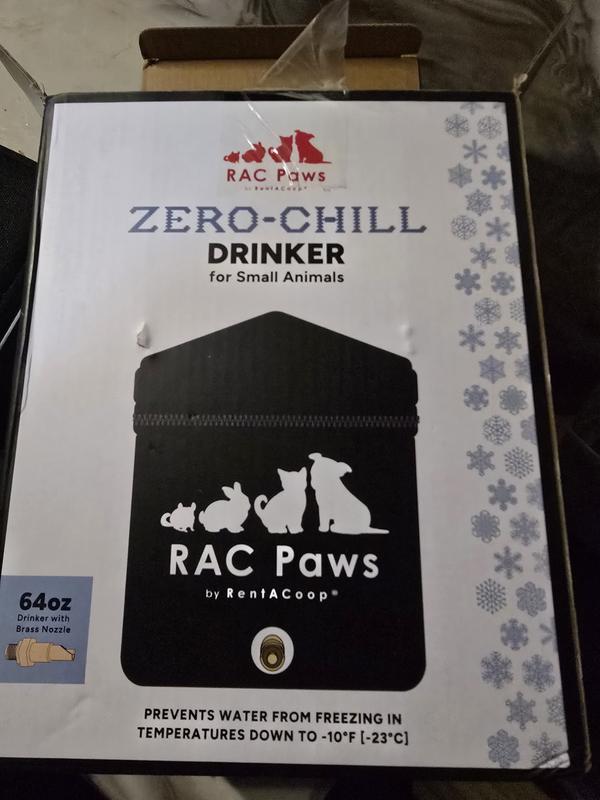 RAC Paws
by RentACoop®
ZERO-CHILL
DRINKER
for Small Animals
RAC Paws
by RentACoop®
64oz
Drinker with
Brass Nozzle
PREVENTS WATER FROM FREEZING IN
TEMPERATURES DOWN TO -10°F [-23°C]